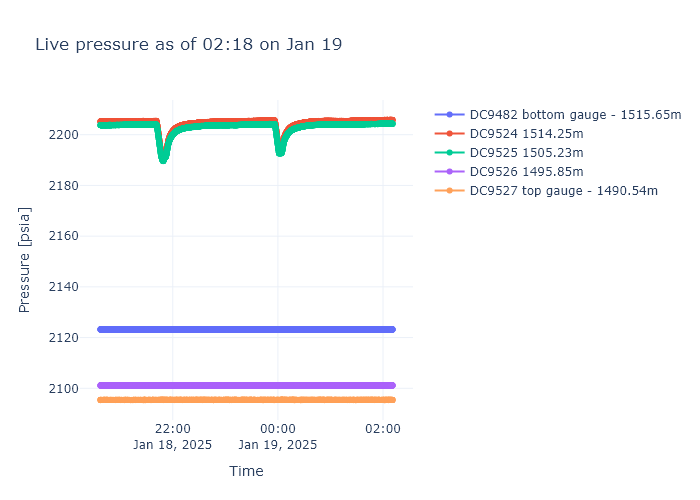 Live pressure as of 02:18 on Jan 19
DC9482 bottom gauge - 1515.65m
DC9524 1514.25m
DC9525 1505.23m
DC9526 1495.85m
DC9527 top gauge - 1490.54m
Pressure [psia]
2200
2180
2160
2140
2120
2100
22:00
Jan 18, 2025
00:00
Jan 19, 2025
02:00
Time